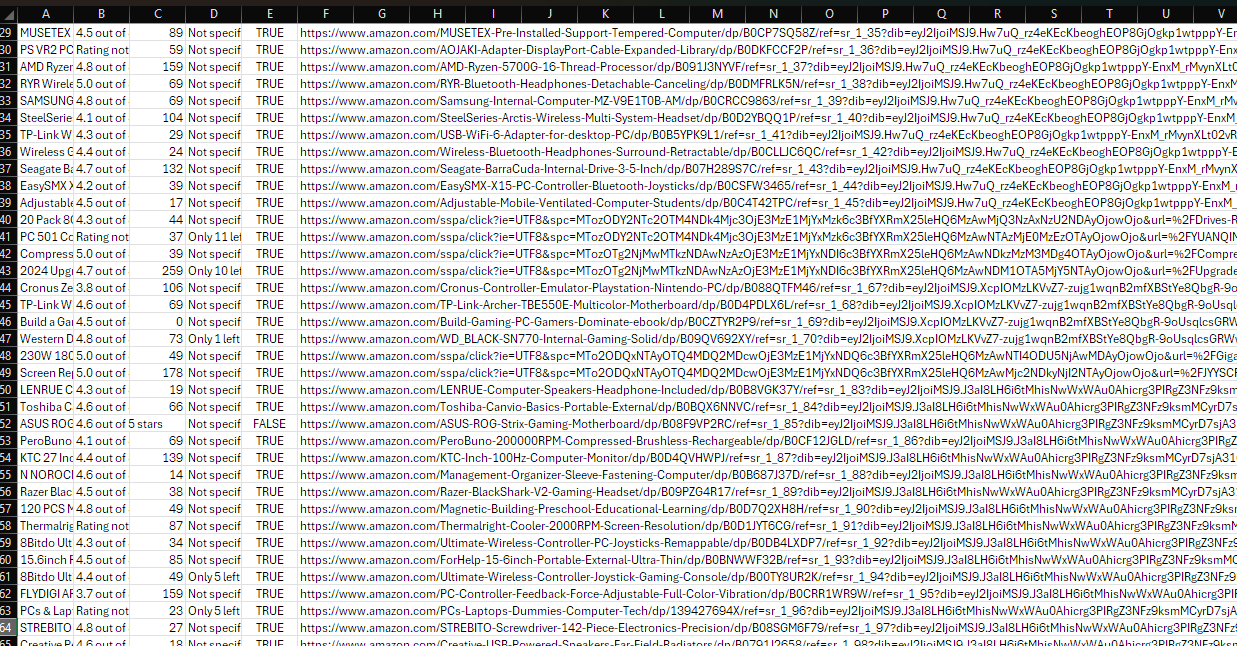 A B C D E F G H I J K L M N O P Q R S T U V
29 MUSETEX 4.5 out of 89 Not specif TRUE https://www.amazon.com/MUSETEX-Pre-Installed-Support-Tempered-Computer/dp/B0CP7SQ58Z/ref=sr_1_35?dib=eyJ2IjoiMSJ9.Hw7uQ_rz4eKEcKbeoghEOP8GjOgkp1wtpppY-EnxM_rMvynXLt
30 PS VR2 PC Rating not 59 Not specif TRUE https://www.amazon.com/AOJAKI-Adapter-DisplayPort-Cable-Expanded-Library/dp/B0DKFCCF2P/ref=sr_1_36?dib=eyJ2IjoiMSJ9.Hw7uQ_rz4eKEcKbeoghEOP8GjOgkp1wtpppY-EnxM_
31 AMD Ryzer 4.8 out of 159 Not specif TRUE https://www.amazon.com/AMD-Ryzen-5700G-16-Thread-Processor/dp/B091J3NYVF/ref=sr_1_37?dib=eyJ2IjoiMSJ9.Hw7uQ_rz4eKEcKbeoghEOP8GjOgkp1wtpppY-EnxM_rMvynXLt0
32 RYR Wirele 5.0 out of 69 Not specif TRUE https://www.amazon.com/RYR-Bluetooth-Headphones-Detachable-Canceling/dp/B0DMFRLK5N/ref=sr_1_38?dib=eyJ2IjoiMSJ9.Hw7uQ_rz4eKEcKbeoghEOP8GjOgkp1wtpppY-EnxM_
33 SAMSUNG 4.8 out of 69 Not specif TRUE https://www.amazon.com/Samsung-Internal-Computer-MZ-V9E1T0B-AM/dp/B0CRCC9863/ref=sr_1_39?dib=eyJ2IjoiMSJ9.Hw7uQ_rz4eKEcKbeoghEOP8GjOgkp1wtpppY-EnxM_rM
34 SteelSerie 4.1 out of 104 Not specif TRUE https://www.amazon.com/SteelSeries-Arctis-Wireless-Multi-System-Headset/dp/B0D2YBQQ1P/ref=sr_1_40?dib=eyJ2IjoiMSJ9.Hw7uQ_rz4eKEcKbeoghEOP8GjOgkp1wtpppY-EnxM_
35 TP-Link W 4.3 out of 29 Not specif TRUE https://www.amazon.com/USB-WiFi-6-Adapter-for-desktop-PC/dp/B0B5YPK9L1/ref=sr_1_41?dib=eyJ2IjoiMSJ9.Hw7uQ_rz4eKEcKbeoghEOP8GjOgkp1wtpppY-EnxM_rMvynXLt02vR
36 Wireless G 4.4 out of 24 Not specif TRUE https://www.amazon.com/Wireless-Bluetooth-Headphones-Surround-Retractable/dp/B0CLLJC6QC/ref=sr_1_42?dib=eyJ2IjoiMSJ9.Hw7uQ_rz4eKEcKbeoghEOP8GjOgkp1wtpppY-E
37 Seagate Ba 4.7 out of 132 Not specif TRUE https://www.amazon.com/Seagate-BarraCuda-Internal-Drive-3-5-Inch/dp/B07H289S7C/ref=sr_1_43?dib=eyJ2IjoiMSJ9.Hw7uQ_rz4eKEcKbeoghEOP8GjOgkp1wtpppY-EnxM_rMvyn
38 EasySMX X 4.2 out of 39 Not specif TRUE https://www.amazon.com/EasySMX-X15-PC-Controller-Bluetooth-Joysticks/dp/B0CSFW3465/ref=sr_1_44?dib=eyJ2IjoiMSJ9.Hw7uQ_rz4eKEcKbeoghEOP8GjOgkp1wtpppY-EnxM_
39 Adjustable 4.5 out of 17 Not specif TRUE https://www.amazon.com/Adjustable-Mobile-Ventilated-Computer-Students/dp/B0C4T42TPC/ref=sr_1_45?dib=eyJ2IjoiMSJ9.Hw7uQ_rz4eKEcKbeoghEOP8GjOgkp1wtpppY-EnxM_
40 20 Pack 80 4.3 out of 44 Not specif TRUE https://www.amazon.com/sspa/click?ie=UTF8&spc=MTozODY2NTc2OTM4NDk4Mjc3OjE3MzE1MjYxMzk6c3BfYXRmX25leHQ6MzAwMjQ3NzAxNzU2NDAyOjowOjo&url=%2FDrives-R
41 PC 501 Co Rating not 37 Only 11 lef TRUE https://www.amazon.com/sspa/click?ie=UTF8&spc=MTozODY2NTc2OTM4NDk4Mjc3OjE3MzE1MjYxMzk6c3BfYXRmX25leHQ6MzAwNTAzMjE0MzEzOTAyOjowOjo&url=%2FYUANQIN
42 Compress 5.0 out of 39 Not specif TRUE https://www.amazon.com/sspa/click?ie=UTF8&spc=MTozOTg2NjMwMTkzNDAwNzAzOjE3MzE1MjYxNDI6c3BfYXRmX25leHQ6MzAwNDkzMzM3MDg4OTAyOjowOjo&url=%2FCompre
43 2024 Upgr 4.7 out of 259 Only 10 lef TRUE https://www.amazon.com/sspa/click?ie=UTF8&spc=MTozOTg2NjMwMTkzNDAwNzAzOjE3MzE1MjYxNDI6c3BfYXRmX25leHQ6MzAwNDM1OTA5MjY5NTAyOjowOjo&url=%2FUpgrade
44 Cronus Ze 3.8 out of 106 Not specif TRUE https://www.amazon.com/Cronus-Controller-Emulator-Playstation-Nintendo-PC/dp/B088QTFM46/ref=sr_1_67?dib=eyJ2IjoiMSJ9.XcpIOMzLKVvZ7-zujg1wqnB2mfXBStYe8QbgR-9o
45 TP-Link W 4.6 out of 69 Not specif TRUE https://www.amazon.com/TP-Link-Archer-TBE550E-Multicolor-Motherboard/dp/B0D4PDLX6L/ref=sr_1_68?dib=eyJ2IjoiMSJ9.XcpIOMzLKVvZ7-zujg1wqnB2mfXBStYe8QbgR-9oUsqlc
46 Build a Gar 4.5 out of 0 Not specif TRUE https://www.amazon.com/Build-Gaming-PC-Gamers-Dominate-ebook/dp/B0CZTYR2P9/ref=sr_1_69?dib=eyJ2IjoiMSJ9.XcpIOMzLKVvZ7-zujg1wqnB2mfXBStYe8QbgR-9oUsqlcsGRW
47 Western D 4.8 out of 73 Only 1 left TRUE https://www.amazon.com/WD_BLACK-SN770-Internal-Gaming-Solid/dp/B09QV692XY/ref=sr_1_70?dib=eyJ2IjoiMSJ9.XcpIOMzLKVvZ7-zujg1wqnB2mfXBStYe8QbgR-9oUsqlcsGRWv
48 230W 180 5.0 out of 49 Not specif TRUE https://www.amazon.com/sspa/click?ie=UTF8&spc=MTo2ODQxNTAyOTQ4MDQ2MDcwOjE3MzE1MjYxNDQ6c3BfYXRmX25leHQ6MzAwNTI4ODU5NjAwMDAyOjowOjo&url=%2FGiga
49 Screen Rep 5.0 out of 178 Not specif TRUE https://www.amazon.com/sspa/click?ie=UTF8&spc=MTo2ODQxNTAyOTQ4MDQ2MDcwOjE3MzE1MjYxNDQ6c3BfYXRmX25leHQ6MzAwMjc2NDkyNjI2NTAyOjowOjo&url=%2FJYYSCF
50 LENRUE C 4.3 out of 19 Not specif TRUE https://www.amazon.com/LENRUE-Computer-Speakers-Headphone-Included/dp/B0B8VGK37Y/ref=sr_1_83?dib=eyJ2IjoiMSJ9.J3aI8LH6i6tMhisNwWxWAu0Ahicrg3PIRgZ3NFz9ksm
51 Toshiba C 4.6 out of 66 Not specif TRUE https://www.amazon.com/Toshiba-Canvio-Basics-Portable-External/dp/B0BQX6NNVC/ref=sr_1_84?dib=eyJ2IjoiMSJ9.J3aI8LH6i6tMhisNwWxWAu0Ahicrg3PIRgZ3NFz9ksmMCyrD7s
52 ASUS ROG 4.6 out of 5 stars Not specif FALSE https://www.amazon.com/ASUS-ROG-Strix-Gaming-Motherboard/dp/B08F9VP2RC/ref=sr_1_85?dib=eyJ2IjoiMSJ9.J3aI8LH6i6tMhisNwWxWAu0Ahicrg3PIRgZ3NFz9ksmMCyrD7sA
53 PeroBuno 4.1 out of 69 Not specif TRUE https://www.amazon.com/PeroBuno-200000RPM-Compressed-Brushless-Rechargeable/dp/B0CF12JGLD/ref=sr_1_86?dib=eyJ2IjoiMSJ9.J3aI8LH6i6tMhisNwWxWAu0Ahicrg3PIRgZ
54 KTC 27 Inc 4.4 out of 139 Not specif TRUE https://www.amazon.com/KTC-Inch-100Hz-Computer-Monitor/dp/B0D4QVHWPJ/ref=sr_1_87?dib=eyJ2IjoiMSJ9.J3aI8LH6i6tMhisNwWxWAu0Ahicrg3PIRgZ3NFz9ksmMCyrD7sjA31
55 N NOROCI 4.6 out of 14 Not specif TRUE https://www.amazon.com/Management-Organizer-Sleeve-Fastening-Computer/dp/B0B687J37D/ref=sr_1_88?dib=eyJ2IjoiMSJ9.J3aI8LH6i6tMhisNwWxWAu0Ahicrg3PIRgZ3NFz9ksm
56 Razer Blac 4.5 out of 38 Not specif TRUE https://www.amazon.com/Razer-BlackShark-V2-Gaming-Headset/dp/B09PZG4R17/ref=sr_1_89?dib=eyJ2IjoiMSJ9.J3aI8LH6i6tMhisNwWxWAu0Ahicrg3PIRgZ3NFz9ksmMCyrD7sjA3
57 120 PCS M 4.8 out of 49 Not specif TRUE https://www.amazon.com/Magnetic-Building-Preschool-Educational-Learning/dp/B0D7Q2XH8H/ref=sr_1_90?dib=eyJ2IjoiMSJ9.J3aI8LH6i6tMhisNwWxWAu0Ahicrg3PIRgZ3NFz9ksm
58 Thermalrig Rating not 87 Not specif TRUE https://www.amazon.com/Thermalright-Cooler-2000RPM-Screen-Resolution/dp/B0D1JYT6CG/ref=sr_1_91?dib=eyJ2IjoiMSJ9.J3aI8LH6i6tMhisNwWxWAu0Ahicrg3PIRgZ3NFz9ksm
59 8Bitdo Ult 4.3 out of 34 Not specif TRUE https://www.amazon.com/Ultimate-Wireless-Controller-PC-Joysticks-Remappable/dp/B0DB4LXDP7/ref=sr_1_92?dib=eyJ2IjoiMSJ9.J3aI8LH6i6tMhisNwWxWAu0Ahicrg3PIRgZ3NF
60 15.6inch F 4.5 out of 85 Not specif TRUE https://www.amazon.com/ForHelp-15-6inch-Portable-External-Ultra-Thin/dp/B0BNWWF32B/ref=sr_1_93?dib=eyJ2IjoiMSJ9.J3aI8LH6i6tMhisNwWxWAu0Ahicrg3PIRgZ3NFz9ksm
61 8Bitdo Ult 4.4 out of 49 Only 5 left TRUE https://www.amazon.com/Ultimate-Wireless-Controller-Joystick-Gaming-Console/dp/B00TY8UR2K/ref=sr_1_94?dib=eyJ2IjoiMSJ9.J3aI8LH6i6tMhisNwWxWAu0Ahicrg3PIRgZ3NFz9
62 FLYDIGI AF 3.7 out of 159 Not specif TRUE https://www.amazon.com/PC-Controller-Feedback-Force-Adjustable-Full-Color-Vibration/dp/B0CRR1WR9W/ref=sr_1_95?dib=eyJ2IjoiMSJ9.J3aI8LH6i6tMhisNwWxWAu0Ahicrg3PI
63 PCs & Lap Rating not 23 Only 5 left TRUE https://www.amazon.com/PCs-Laptops-Dummies-Computer-Tech/dp/139427694X/ref=sr_1_96?dib=eyJ2IjoiMSJ9.J3aI8LH6i6tMhisNwWxWAu0Ahicrg3PIRgZ3NFz9ksmMCyrD7sjA
64 STREBITO 4.8 out of 27 Not specif TRUE https://www.amazon.com/STREBITO-Screwdriver-142-Piece-Electronics-Precision/dp/B08SGM6F79/ref=sr_1_97?dib=eyJ2IjoiMSJ9.J3aI8LH6i6tMhisNwWxWAu0Ahicrg3PIRgZ3NF
65 Creative P 4.6 out of 18 Not specif TRUE https://www.amazon.com/Creative-USB-Powered-Speakers-Far-Field-Radiators/dp/B0791J2658/ref=sr_1_98?dib=eyJ2IjoiMSJ9.J3aI8LH6i6tMhisNwWxWAu0Ahicrg3PIRgZ3NFz9